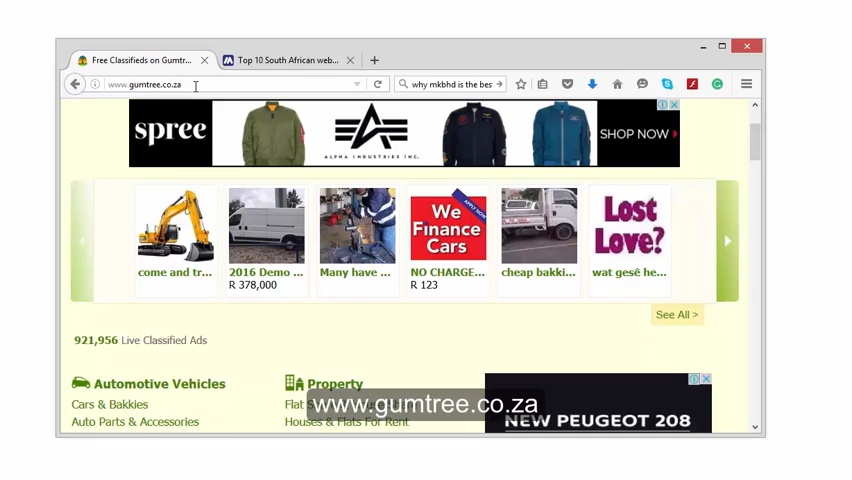 Free Classifieds on Gumtr...
Top 10 South African web...
www.gumtree.co.za
why mkbhd is the bes
spree
ALPHA INDUSTRIES INC.
SHOP NOW
We Finance Cars
APPLY NOW
Lost Love?
come and tr...
2016 Demo ...
Many have ...
NO CHARGE...
cheap bakki...
wat gesê he...
R 378,000
R 123
See All >
921,956 Live Classified Ads
Automotive Vehicles
Property
Cars & Bakkies
Flat S
www.gumtree.co.za
Auto Parts & Accessories
Houses & Flats For Rent
NEW PEUGEOT 208